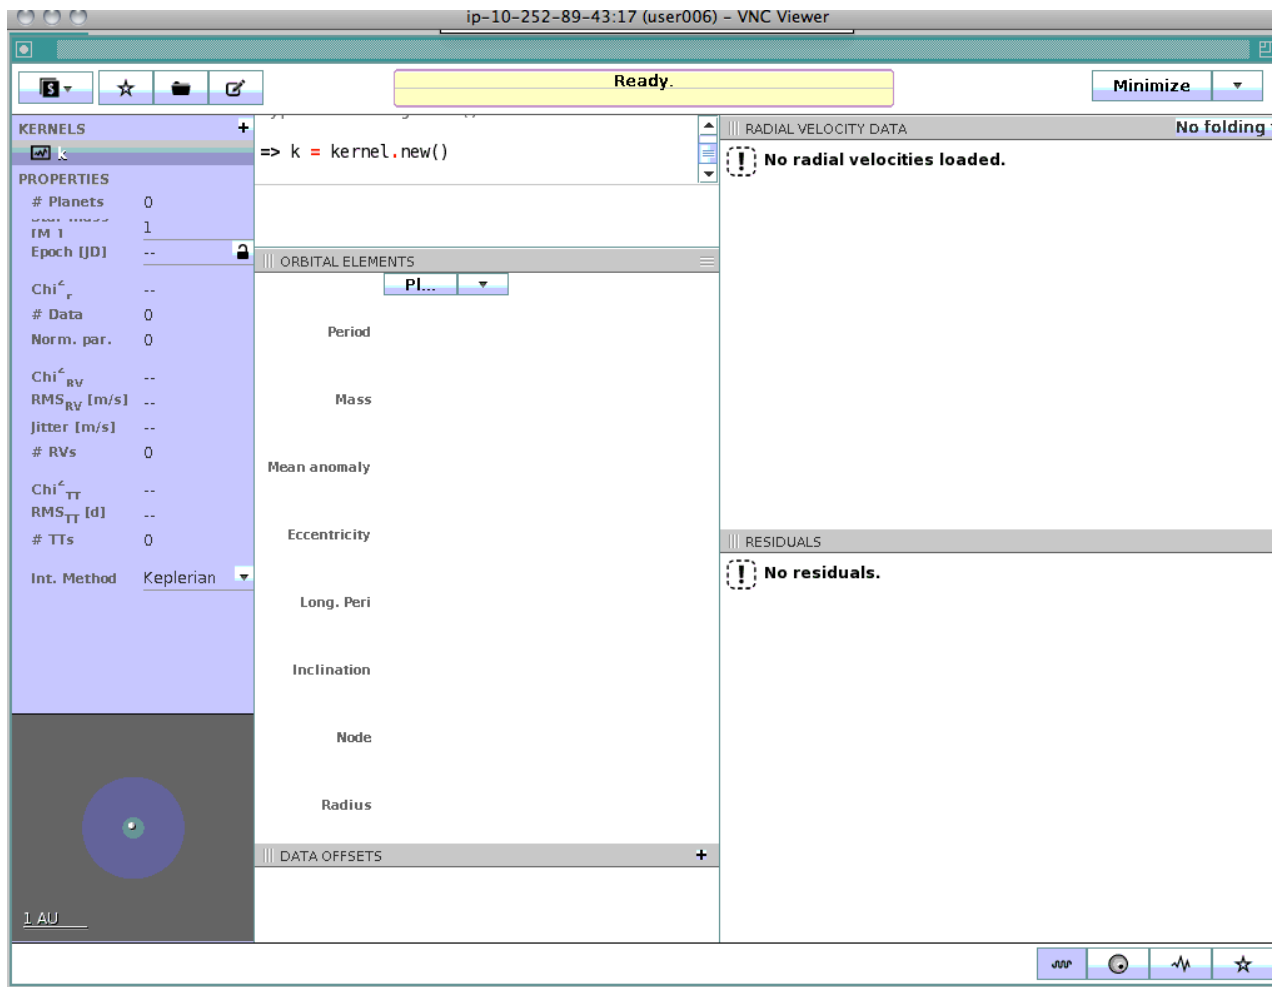 ip-10-252-89-43:17 (user006) – VNC Viewer
Ready.
Minimize
KERNELS +
k
PROPERTIES
# Planets 0
1
Epoch [JD] --
Chi²r --
# Data 0
Norm. par. 0
Chi²RV --
RMSRV [m/s] --
Jitter [m/s] --
# RVs 0
Chi²TT --
RMSTT [d] --
# TTs 0
Int. Method Keplerian
1 AU
=> k = kernel.new()
ORBITAL ELEMENTS
Pl...
Period
Mass
Mean anomaly
Eccentricity
Long. Peri
Inclination
Node
Radius
DATA OFFSETS +
RADIAL VELOCITY DATA No folding
No radial velocities loaded.
RESIDUALS
No residuals.